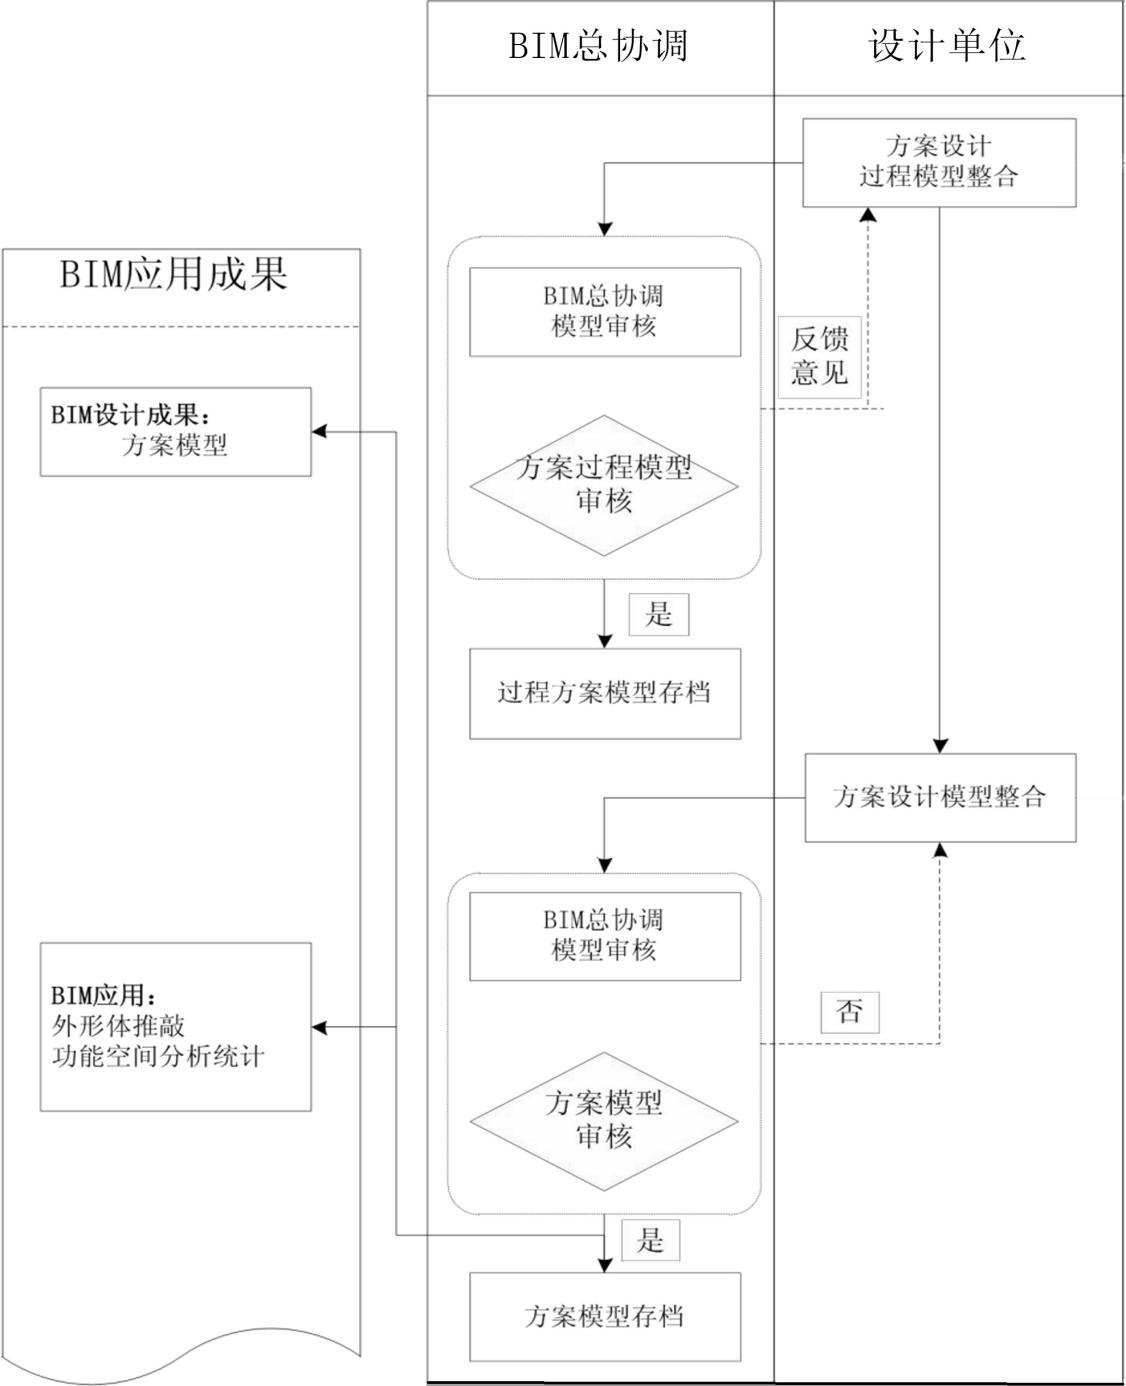 BIM总协调
设计单位
方案设计
过程模型整合
BIM应用成果
BIM总协调
模型审核
反馈
意见
BIM设计成果：
方案模型
方案过程模型
审核
是
过程方案模型存档
方案设计模型整合
BIM总协调
模型审核
BIM应用：
外形体推敲
功能空间分析统计
否
方案模型
审核
是
方案模型存档